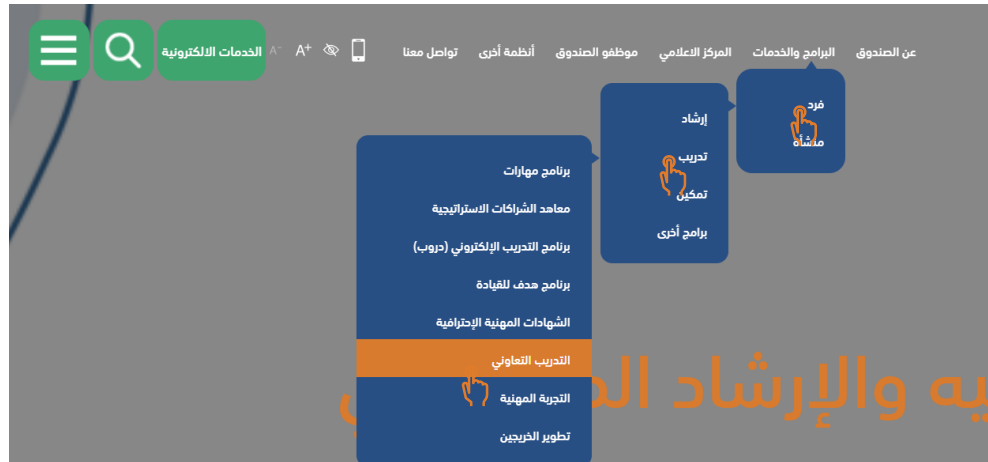 عن الصندوق
البرامج والخدمات
المركز الاعلامي
موظفو الصندوق
أنظمة أخرى
تواصل معنا
A+
A-
الخدمات الالكترونية
فرد
منشأة
إرشاد
تدريب
تمكين
برامج أخرى
برنامج مهارات
معاهد الشراكات الاستراتيجية
برنامج التدريب الإلكتروني (دروب)
برنامج هدف للقيادة
الشهادات المهنية الإحترافية
التدريب التعاوني
التجربة المهنية
تطوير الخريجين
والإرشاد